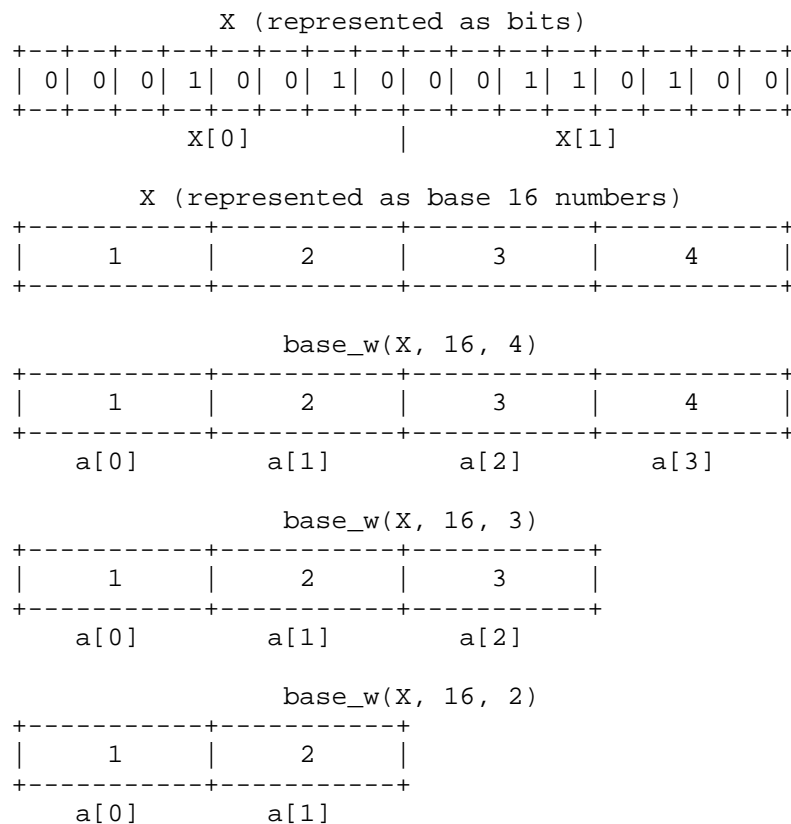 X (represented as bits)
+--+--+--+--+--+--+--+--+--+--+--+--+--+--+--+--+
| 0| 0| 0| 1| 0| 0| 1| 0| 0| 0| 1| 1| 0| 1| 0| 0|
+--+--+--+--+--+--+--+--+--+--+--+--+--+--+--+--+
X[0] | X[1]
X (represented as base 16 numbers)
+-----------+-----------+-----------+-----------+
| 1 | 2 | 3 | 4 |
+-----------+-----------+-----------+-----------+
base_w(X, 16, 4)
+-----------+-----------+-----------+-----------+
| 1 | 2 | 3 | 4 |
+-----------+-----------+-----------+-----------+
a[0] a[1] a[2] a[3]
base_w(X, 16, 3)
+-----------+-----------+-----------+
| 1 | 2 | 3 |
+-----------+-----------+-----------+
a[0] a[1] a[2]
base_w(X, 16, 2)
+-----------+-----------+
| 1 | 2 |
+-----------+-----------+
a[0] a[1]